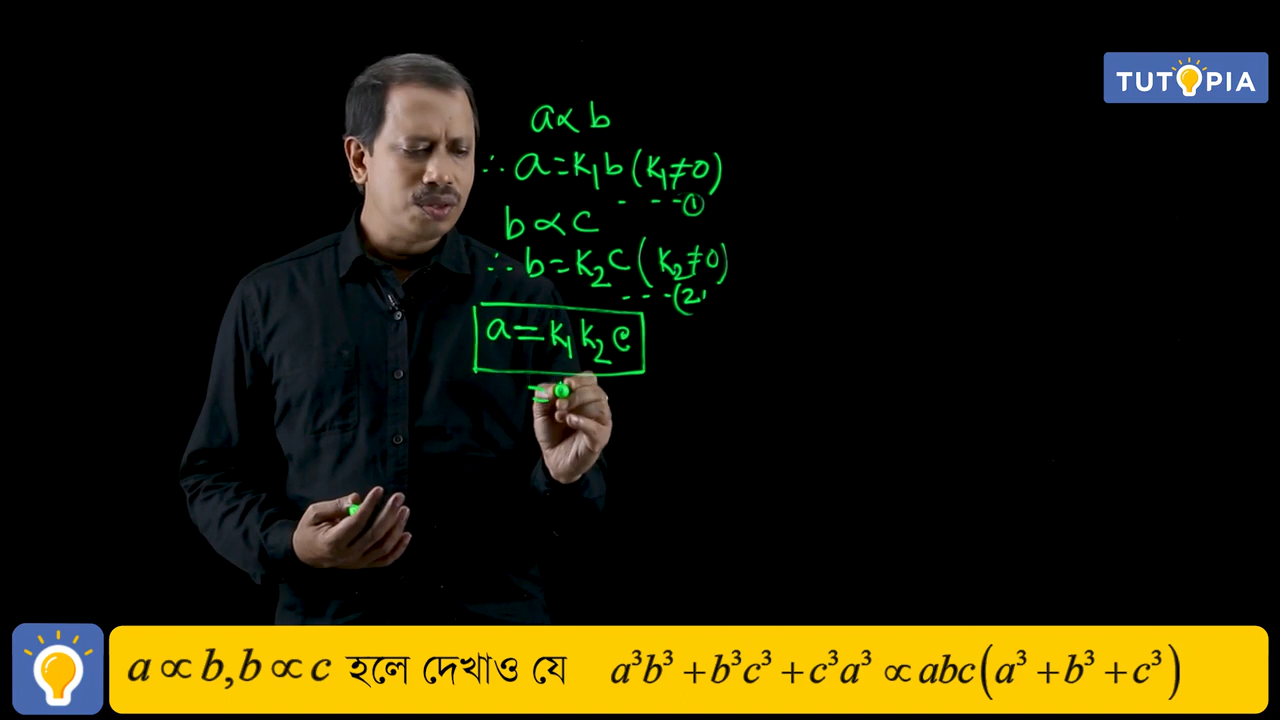 TUTOPIA
a ∝ b
∴ a = K₁b (K₁≠0)
- - - ①
b ∝ c
∴ b = K₂c (K₂≠0)
- - - (2)
a = K₁K₂c
=
a ∝ b, b ∝ c হলে দেখাও যে a³b³ + b³c³ + c³a³ ∝ abc(a³ + b³ + c³)